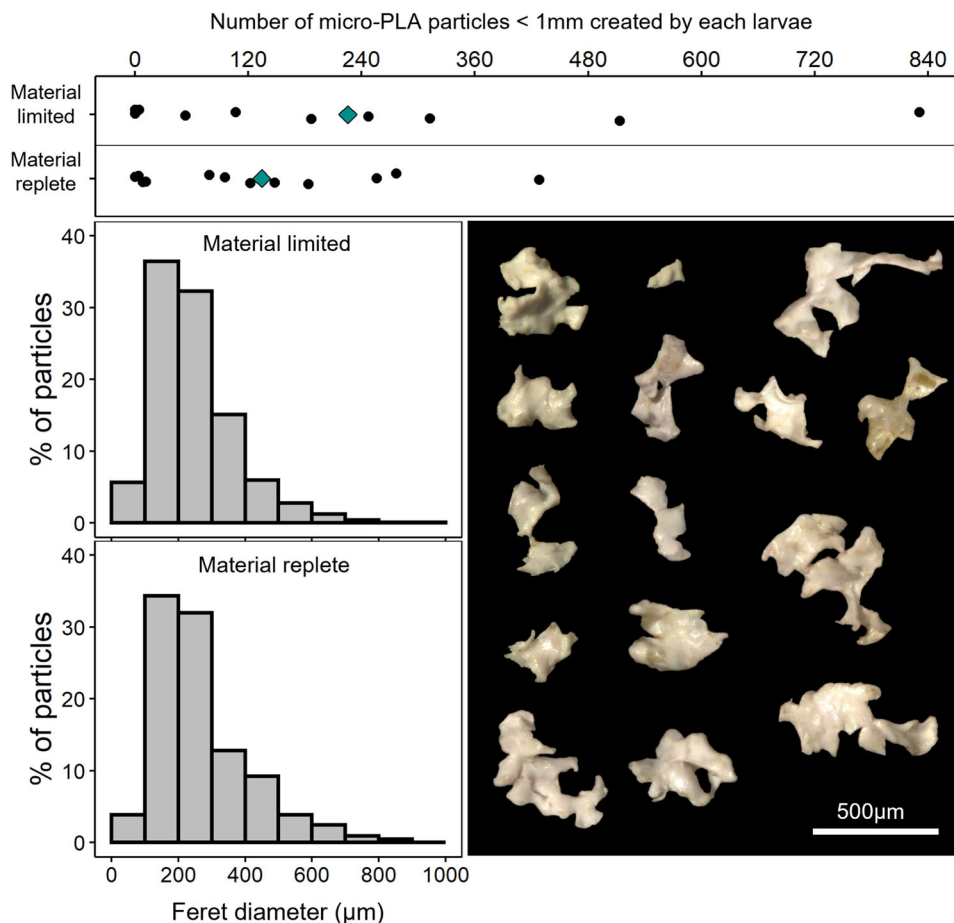 Number of micro-PLA particles < 1mm created by each larvae
0 120 240 360 480 600 720 840
Material
limited
Material
replete
40
30
20
10
0
% of particles
Material limited
40
30
20
10
0
% of particles
Material replete
0 200 400 600 800 1000
Feret diameter (µm)
500µm